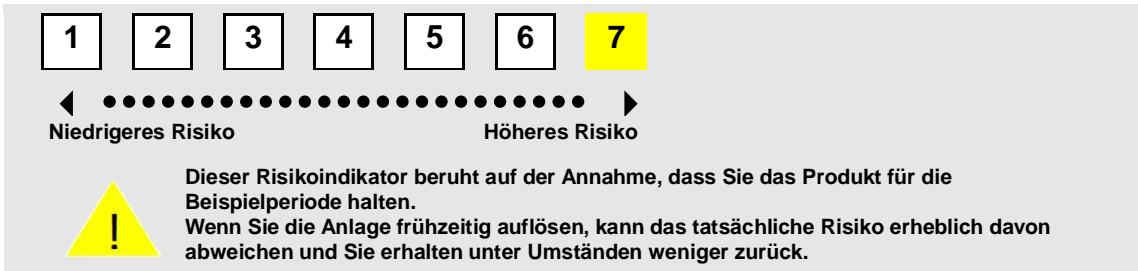 1 2 3 4 5 6 7
Niedrigeres Risiko Höheres Risiko
Dieser Risikoindikator beruht auf der Annahme, dass Sie das Produkt für die
Beispielperiode halten.
Wenn Sie die Anlage frühzeitig auflösen, kann das tatsächliche Risiko erheblich davon
abweichen und Sie erhalten unter Umständen weniger zurück.
!